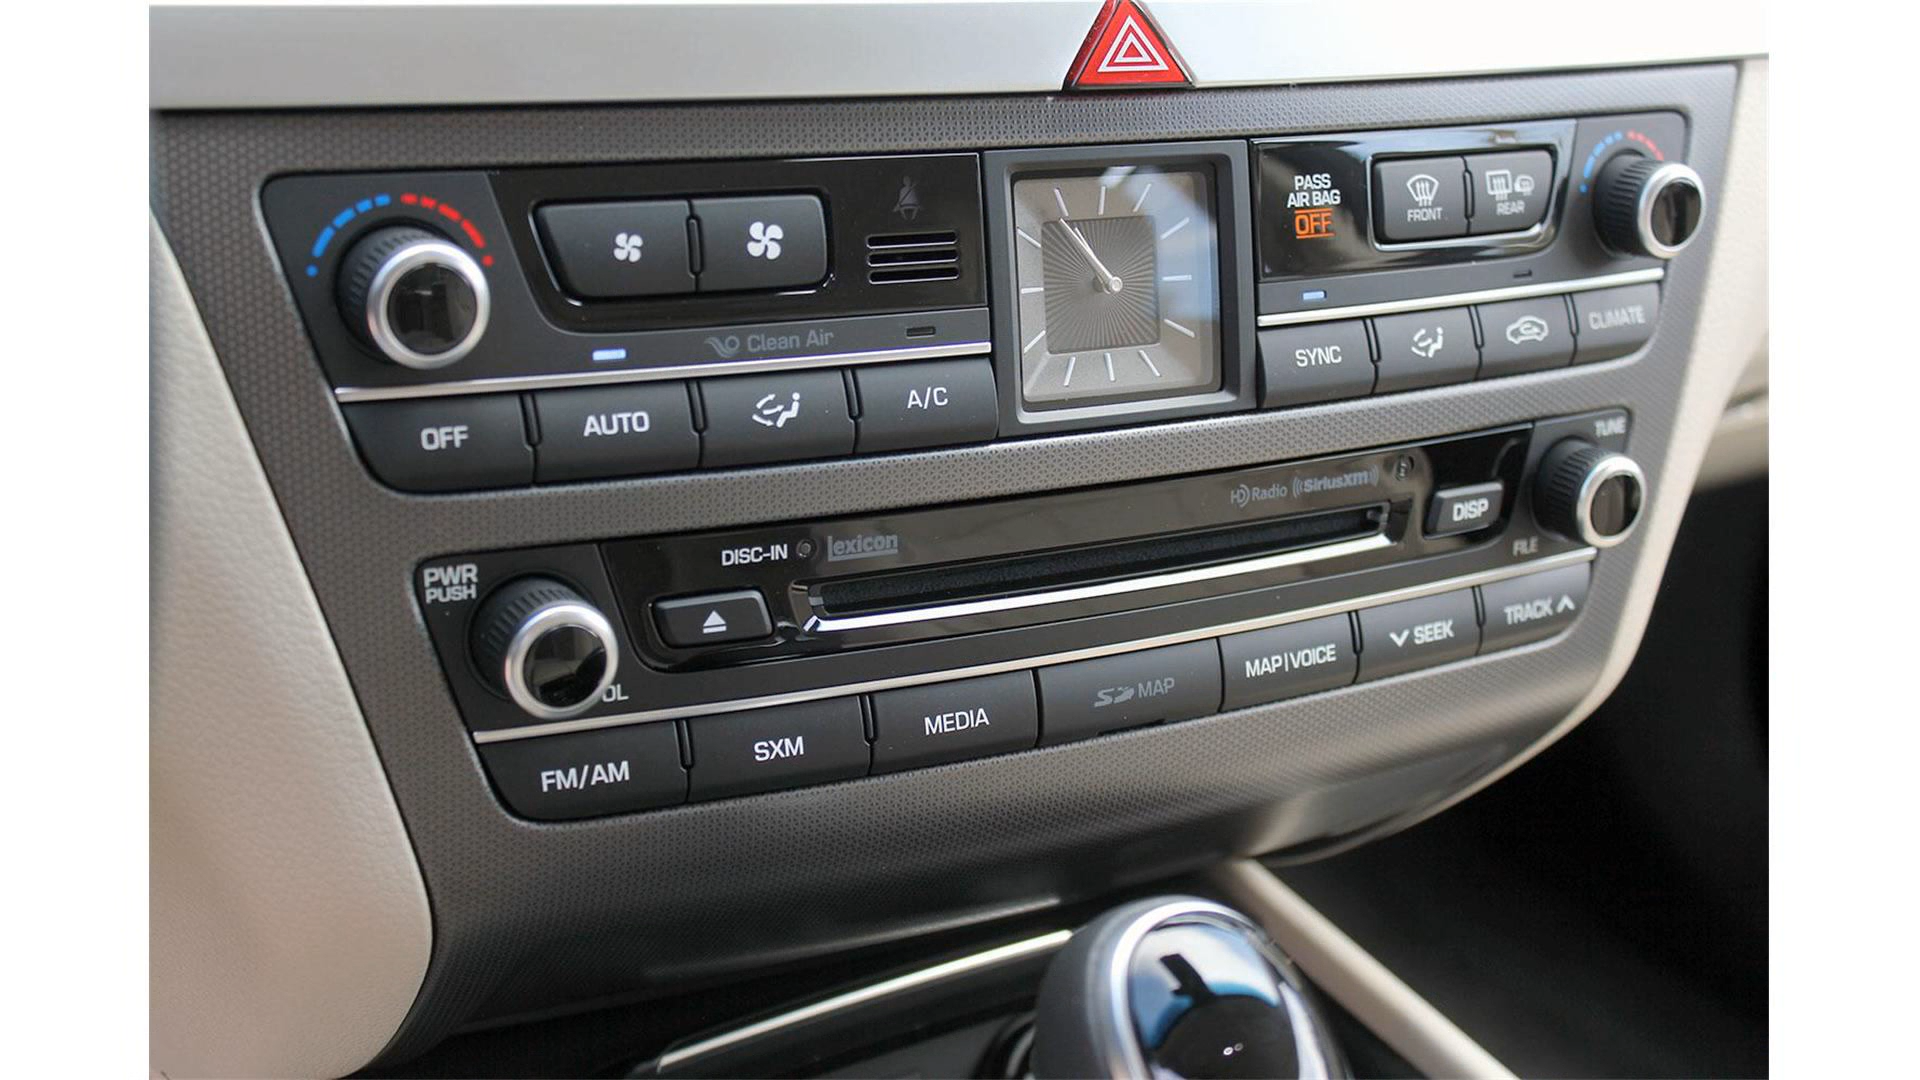 PASS
AIR BAG
OFF
FRONT
REAR
Clean Air
OFF
AUTO
A/C
SYNC
CLIMATE
TUNE
HD Radio ((SiriusXM))
DISP
DISC-IN
lexicon
FILE
PWR
PUSH
OL
FM/AM
SXM
MEDIA
SD MAP
MAP|VOICE
SEEK
TRACK